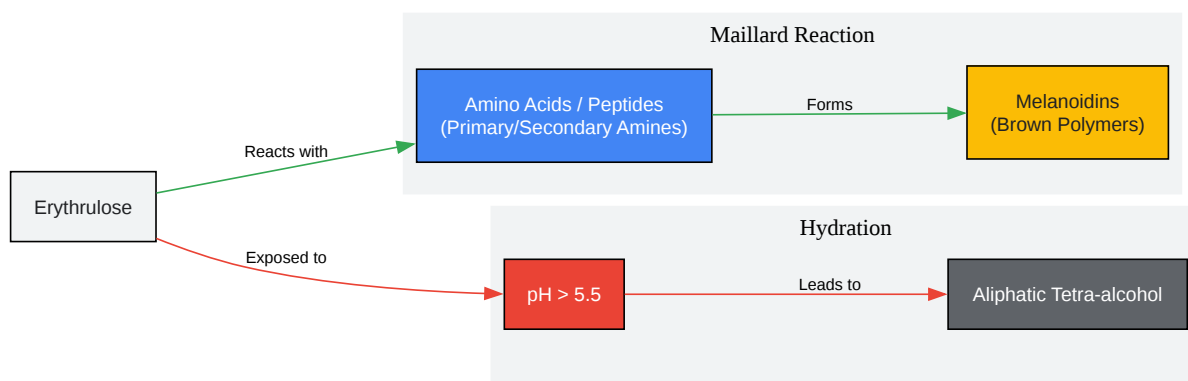 Maillard Reaction
Amino Acids / Peptides
(Primary/Secondary Amines)
Forms
Melanoidins
(Brown Polymers)
Reacts with
Erythrulose
Exposed to
Hydration
pH > 5.5
Leads to
Aliphatic Tetra-alcohol